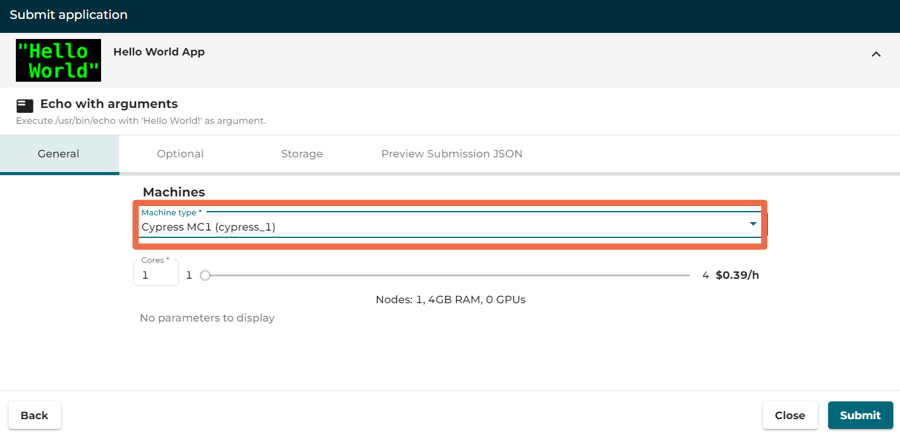 Submit application
"Hello
World"
Hello World App
Echo with arguments
Execute /usr/bin/echo with 'Hello World!' as argument.
General Optional Storage Preview Submission JSON
Machines
Machine type *
Cypress MC1 (cypress_1)
Cores *
1 1 4 $0.39/h
Nodes: 1, 4GB RAM, 0 GPUs
No parameters to display
Back Close Submit